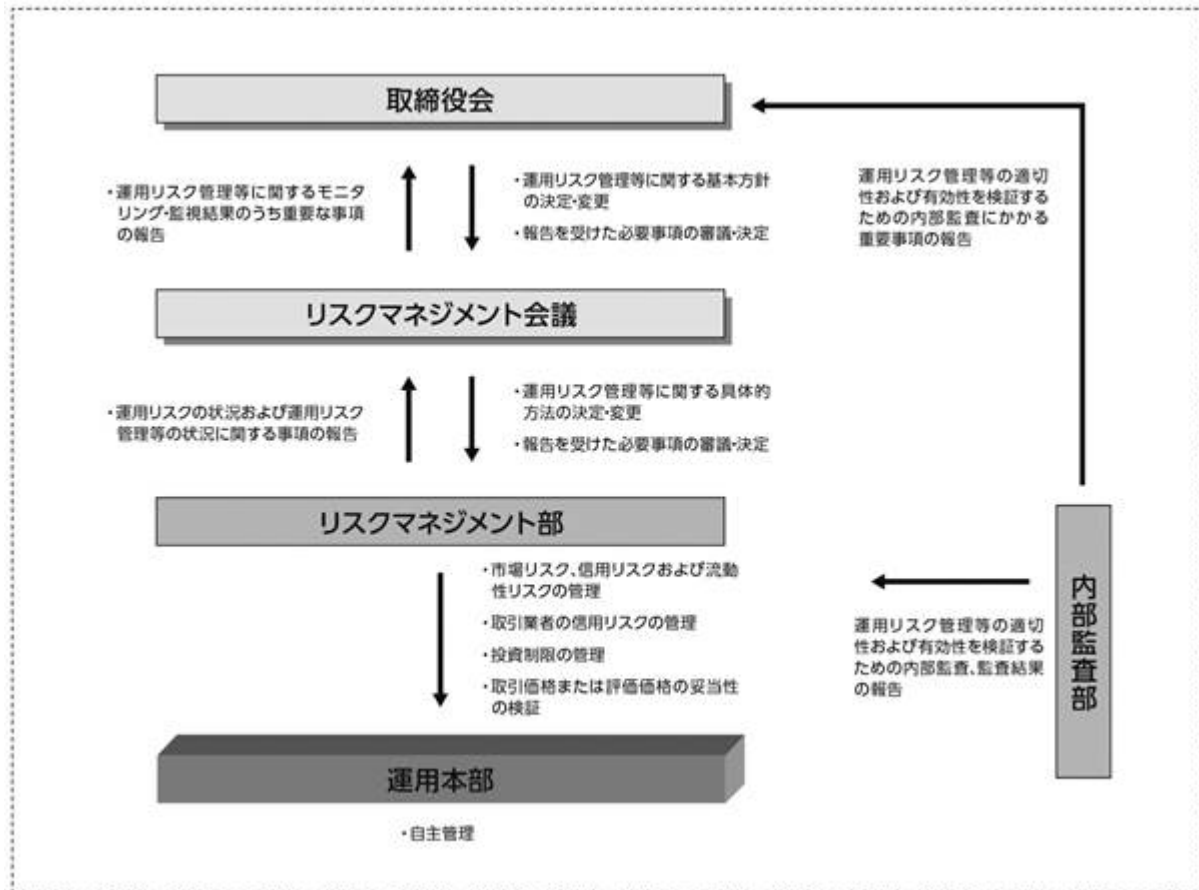 取締役会
・運用リスク管理等に関するモニタ
リング・監視結果のうち重要な事項
の報告
・運用リスク管理等に関する基本方針
の決定・変更
・報告を受けた必要事項の審議・決定
運用リスク管理等の適切
性および有効性を検証する
ための内部監査にかかる
重要事項の報告
リスクマネジメント会議
・運用リスクの状況および運用リスク
管理等の状況に関する事項の報告
・運用リスク管理等に関する具体的
方法の決定・変更
・報告を受けた必要事項の審議・決定
リスクマネジメント部
・市場リスク、信用リスクおよび流動
性リスクの管理
・取引業者の信用リスクの管理
・投資制限の管理
・取引価格または評価価格の妥当性
の検証
運用リスク管理等の適切
性および有効性を検証する
ための内部監査、監査結果
の報告
内部監査部
運用本部
・自主管理